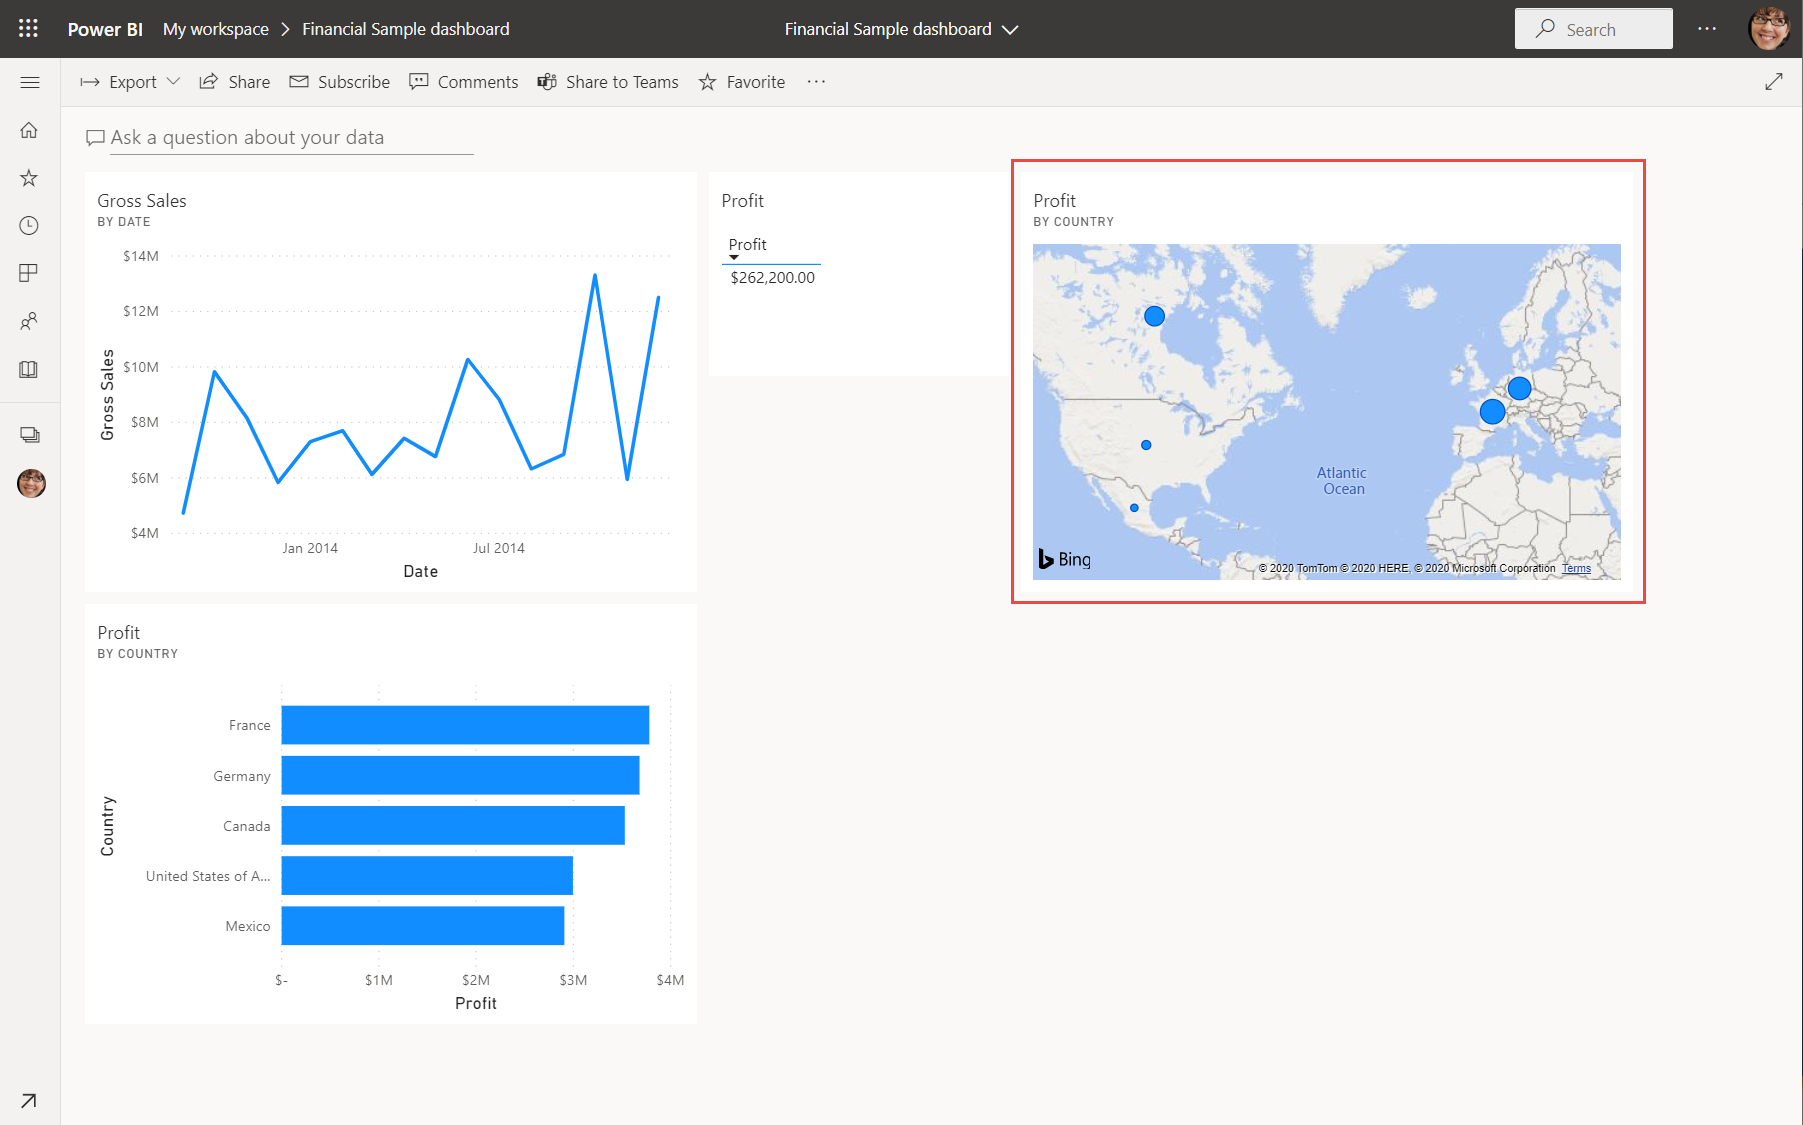 Power BI My workspace Financial Sample dashboard
Financial Sample dashboard
Search
Export Share Subscribe Comments Share to Teams Favorite
Ask a question about your data
Gross Sales
BY DATE
$14M
$12M
$10M
$8M
$6M
$4M
Gross Sales
Jan 2014 Jul 2014
Date
Profit
Profit
$262,200.00
Profit
BY COUNTRY
Atlantic
Ocean
Bing
© 2020 TomTom © 2020 HERE, © 2020 Microsoft Corporation Terms
Profit
BY COUNTRY
Country
France
Germany
Canada
United States of A...
Mexico
$- $1M $2M $3M $4M
Profit